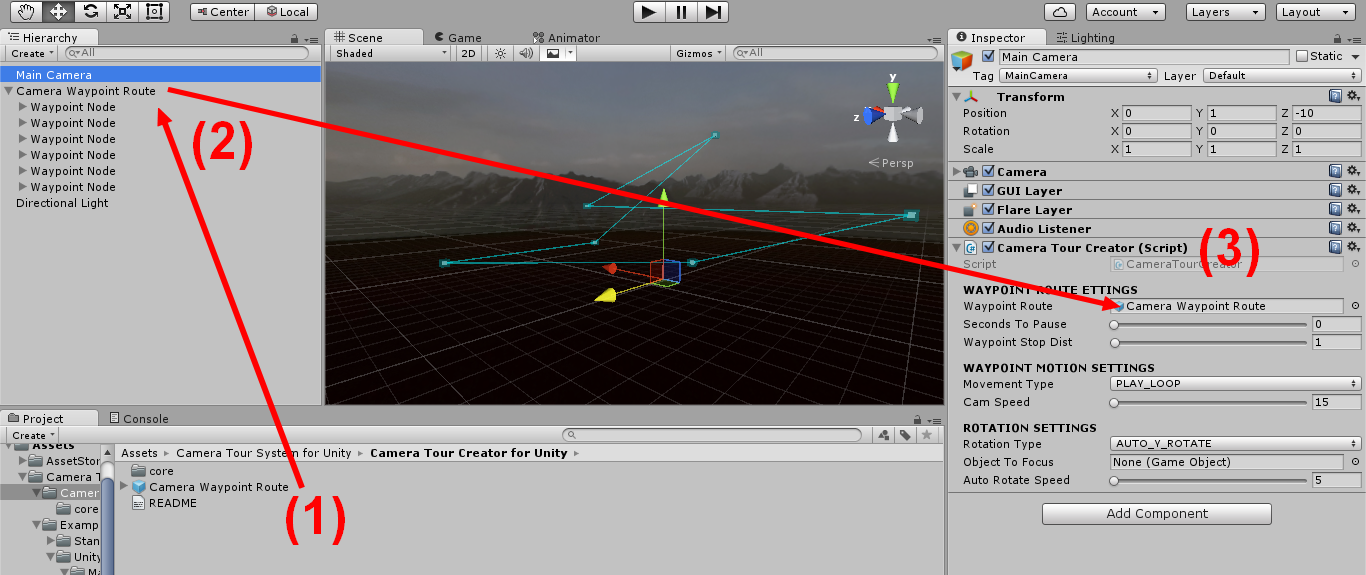 Center Local
Account Layers Layout
Hierarchy
Create All
Main Camera
Camera Waypoint Route
Waypoint Node
Waypoint Node
Waypoint Node
Waypoint Node
Waypoint Node
Waypoint Node
Directional Light
(2)
Scene Game Animator
Shaded 2D Gizmos All
y
z
Persp
Inspector Lighting
Main Camera Static
Tag MainCamera Layer Default
Transform
Position X 0 Y 1 Z -10
Rotation X 0 Y 0 Z 0
Scale X 1 Y 1 Z 1
Camera
GUI Layer
Flare Layer
Audio Listener
Camera Tour Creator (Script)
(3)
Script CameraTourCreator
WAYPOINT ROUTE ETTINGS
Waypoint Route Camera Waypoint Route
Seconds To Pause 0
Waypoint Stop Dist 1
WAYPOINT MOTION SETTINGS
Movement Type PLAY_LOOP
Cam Speed 15
ROTATION SETTINGS
Rotation Type AUTO_Y_ROTATE
Object To Focus None (Game Object)
Auto Rotate Speed 5
Add Component
Project Console
Create
Assets
AssetStor
Camera T
Camer
core
Examp
Stan
Unity
Ma
Assets Camera Tour System for Unity Camera Tour Creator for Unity
core
Camera Waypoint Route
README
(1)